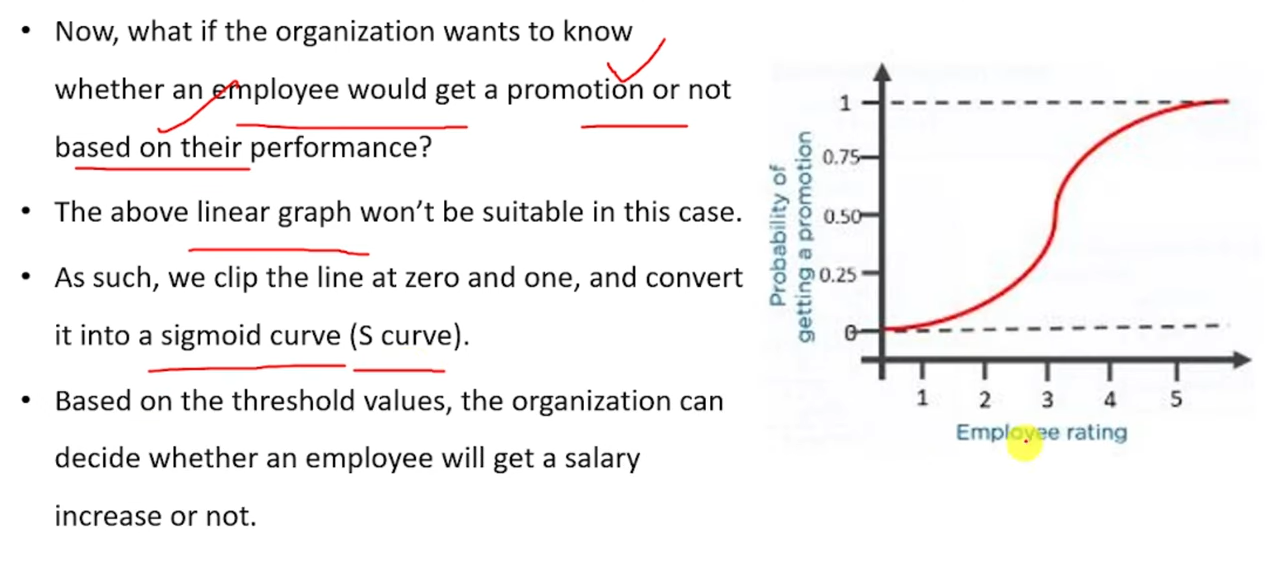 • Now, what if the organization wants to know
whether an employee would get a promotion or not
based on their performance?
• The above linear graph won't be suitable in this case.
• As such, we clip the line at zero and one, and convert
it into a sigmoid curve (S curve).
• Based on the threshold values, the organization can
decide whether an employee will get a salary
increase or not.
Probability of
getting a promotion
1
0.75
0.50
0.25
0
1 2 3 4 5
Employee rating